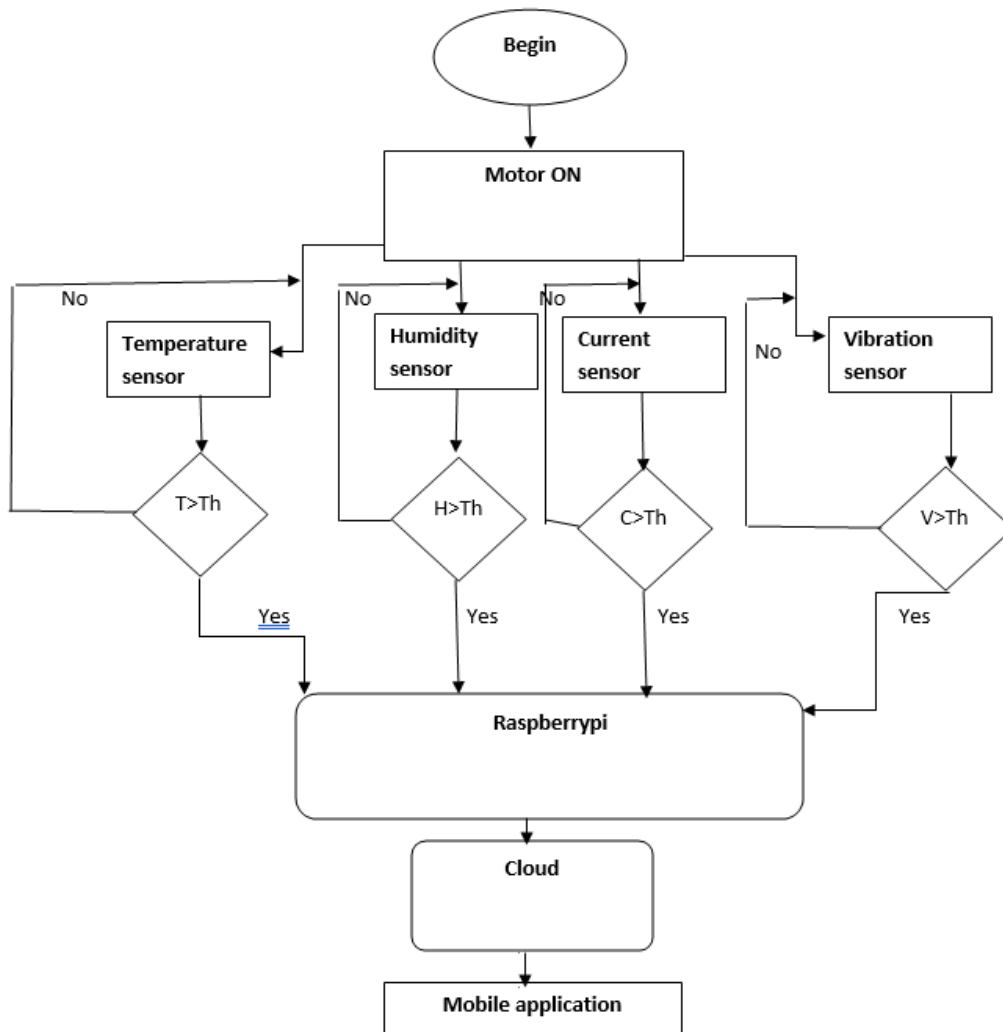 Begin
Motor ON
No
No
No
No
Temperature
sensor
Humidity
sensor
Current
sensor
Vibration
sensor
T>Th
H>Th
C>Th
V>Th
Yes
Yes
Yes
Yes
Raspberrypi
Cloud
Mobile application